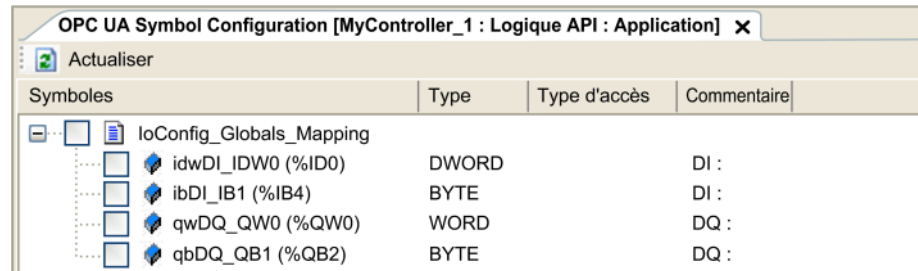 OPC UA Symbol Configuration [MyController_1 : Logique API : Application] X
Actualiser
Symboles Type Type d'accès Commentaire
IoConfig_Globals_Mapping
idwDI_IDW0 (%ID0) DWORD DI :
ibDI_IB1 (%IB4) BYTE DI :
qwDQ_QW0 (%QW0) WORD DQ :
qbDQ_QB1 (%QB2) BYTE DQ :